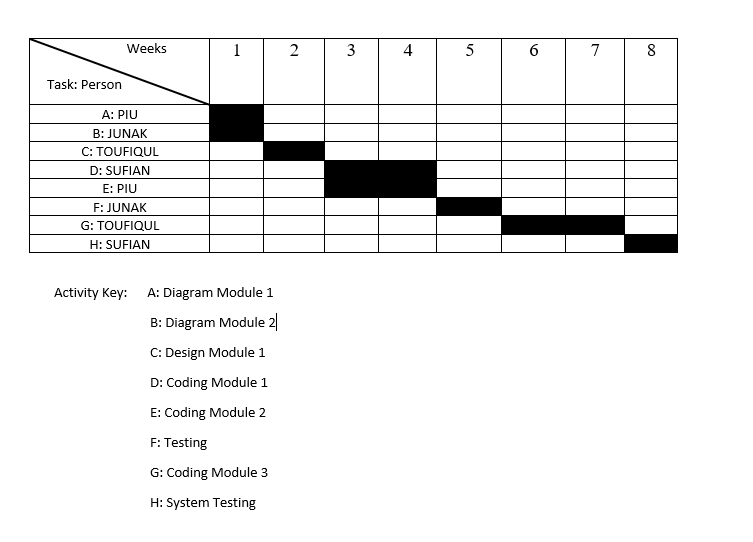 Weeks 1 2 3 4 5 6 7 8
Task: Person
A: PIU
B: JUNAK
C: TOUFIQUL
D: SUFIAN
E: PIU
F: JUNAK
G: TOUFIQUL
H: SUFIAN
Activity Key: A: Diagram Module 1
B: Diagram Module 2
C: Design Module 1
D: Coding Module 1
E: Coding Module 2
F: Testing
G: Coding Module 3
H: System Testing